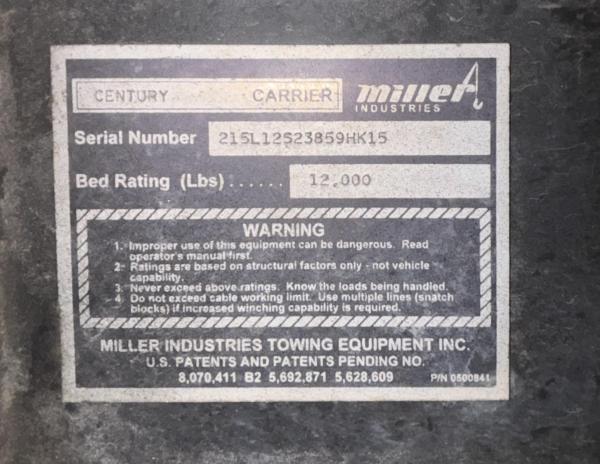 CENTURY CARRIER miller
INDUSTRIES
Serial Number 215L12S23859HK15
Bed Rating (Lbs) ...... 12,000
WARNING
1. Improper use of this equipment can be dangerous. Read
operator's manual first.
2. Ratings are based on structural factors only - not vehicle
capability.
3. Never exceed above ratings. Know the loads being handled.
4. Do not exceed cable working limit. Use multiple lines (snatch
blocks) if increased winching capability is required.
MILLER INDUSTRIES TOWING EQUIPMENT INC.
U.S. PATENTS AND PATENTS PENDING NO.
8,070,411 B2 5,692,871 5,628,609 P/N 0500841